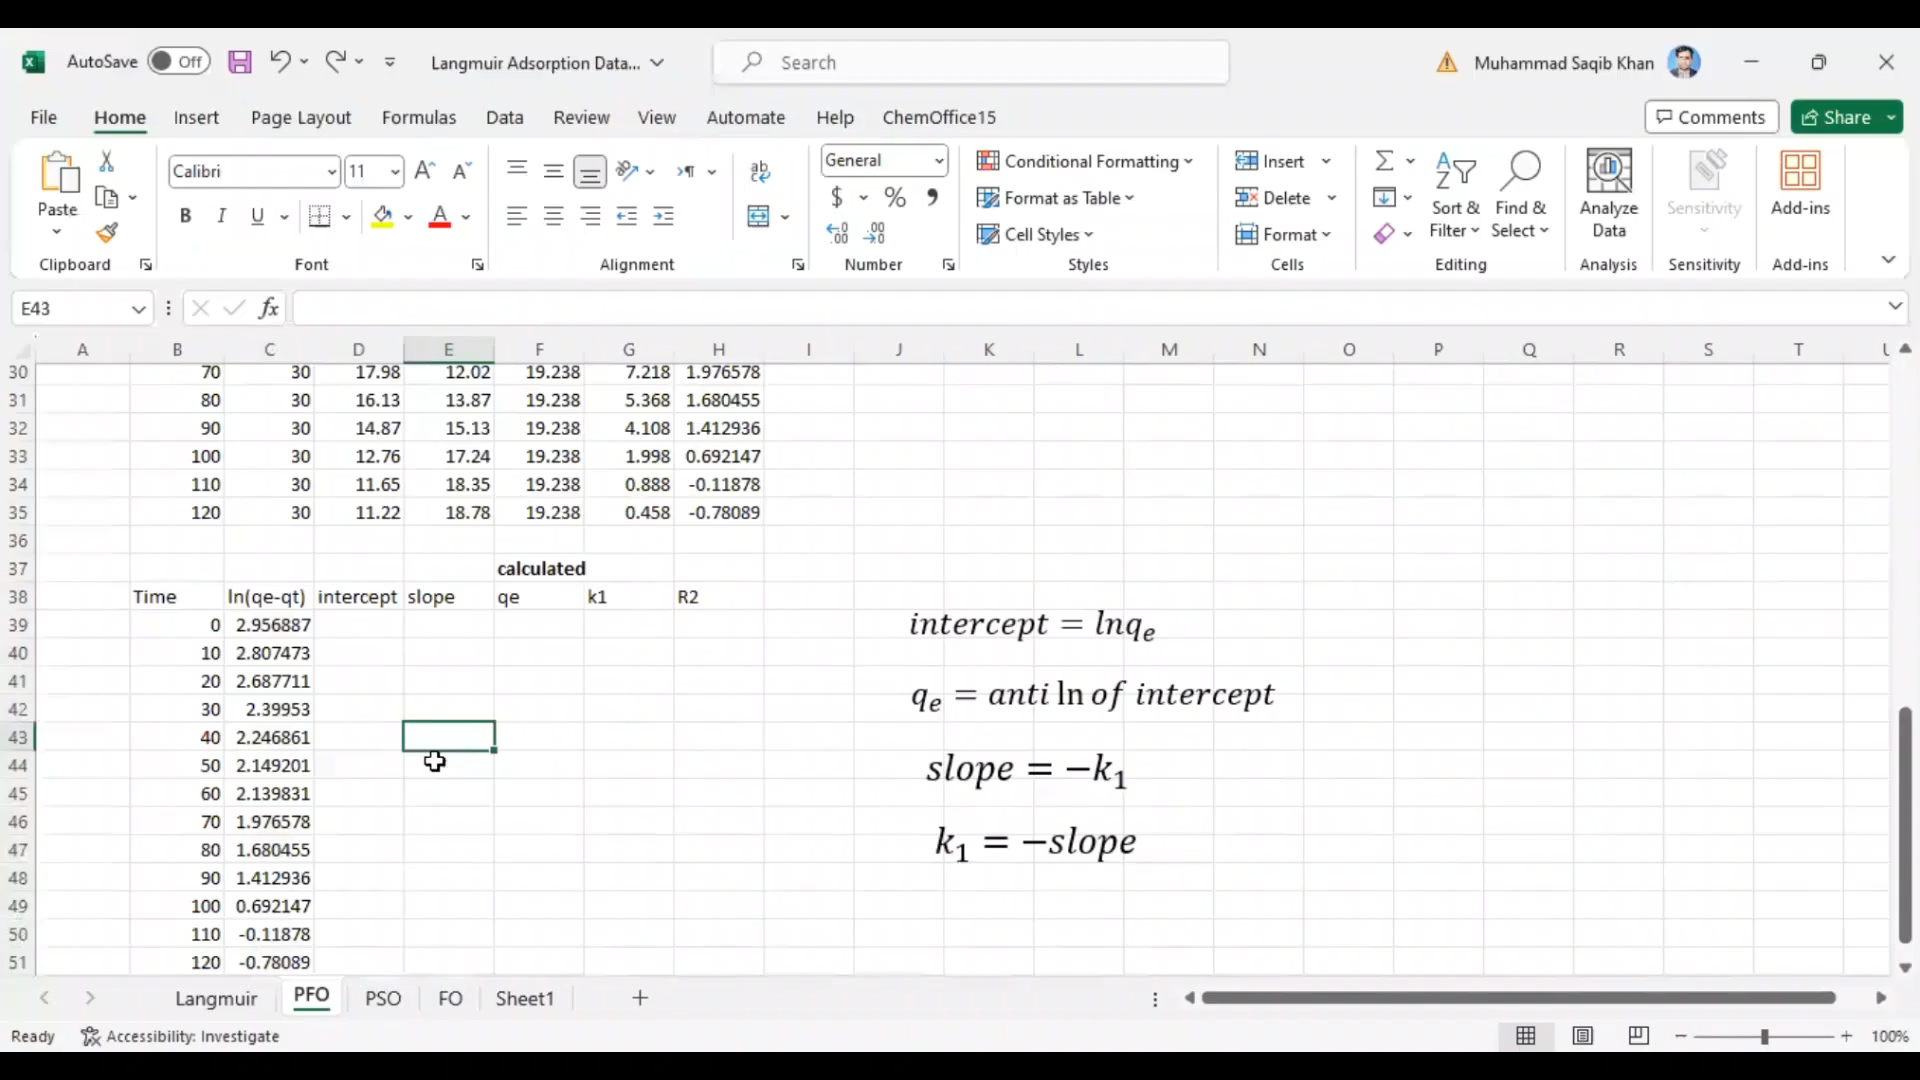 AutoSave Off Langmuir Adsorption Data... Search Muhammad Saqib Khan
File Home Insert Page Layout Formulas Data Review View Automate Help ChemOffice15 Comments Share
Paste Calibri 11 General Conditional Formatting Insert Sort & Find & Analyze Sensitivity Add-ins
B I U $ % Format as Table Delete Filter Select Data
Cell Styles Format
Clipboard Font Alignment Number Styles Cells Editing Analysis Sensitivity Add-ins
E43 fx
A B C D E F G H I J K L M N O P Q R S T
30 70 30 17.98 12.02 19.238 7.218 1.976578
31 80 30 16.13 13.87 19.238 5.368 1.680455
32 90 30 14.87 15.13 19.238 4.108 1.412936
33 100 30 12.76 17.24 19.238 1.998 0.692147
34 110 30 11.65 18.35 19.238 0.888 -0.11878
35 120 30 11.22 18.78 19.238 0.458 -0.78089
36
37 calculated
38 Time ln(qe-qt) intercept slope qe k1 R2
39 0 2.956887
40 10 2.807473
41 20 2.687711
42 30 2.39953
43 40 2.246861
44 50 2.149201
45 60 2.139831
46 70 1.976578
47 80 1.680455
48 90 1.412936
49 100 0.692147
50 110 -0.11878
51 120 -0.78089
intercept = lnqₑ
qₑ = anti ln of intercept
slope = −k₁
k₁ = −slope
Langmuir PFO PSO FO Sheet1
Ready Accessibility: Investigate 100%